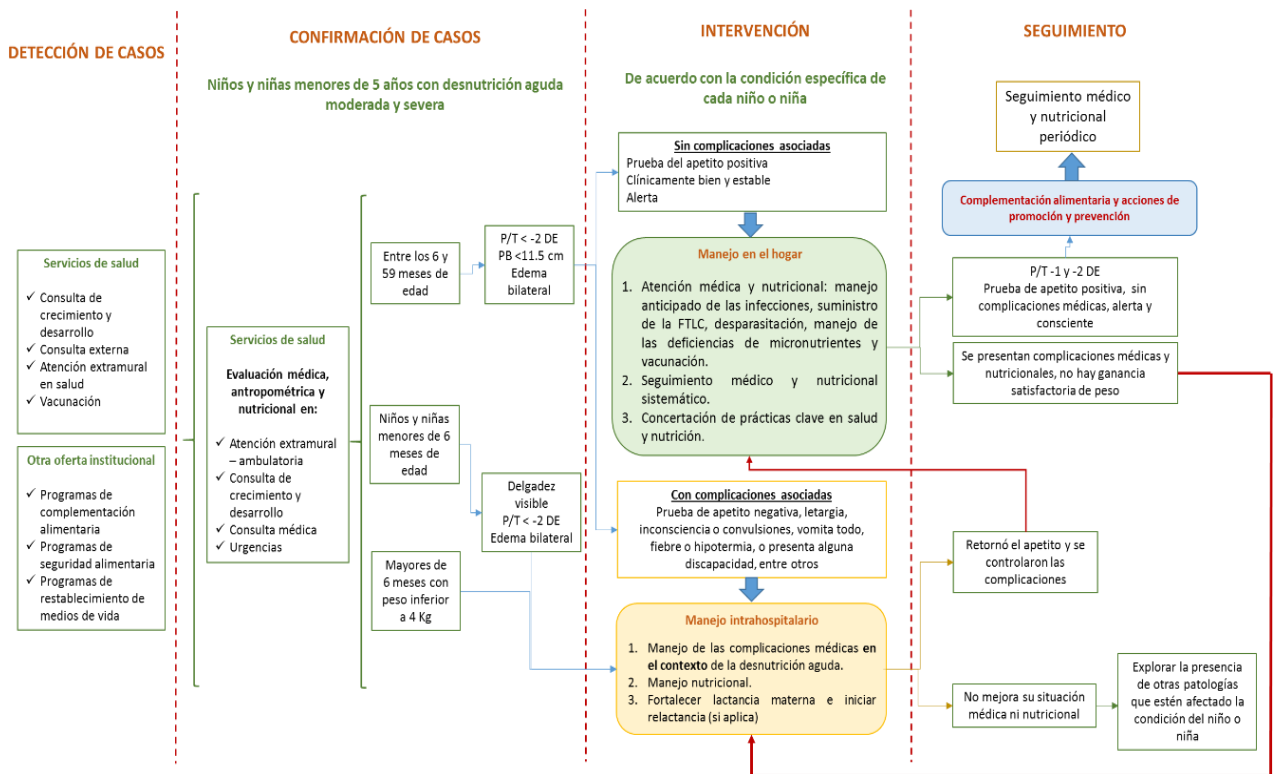 DETECCIÓN DE CASOS
Servicios de salud
✓ Consulta de
crecimiento y
desarrollo
✓ Consulta externa
✓ Atención extramural
en salud
✓ Vacunación
Otra oferta institucional
✓ Programas de
complementación
alimentaria
✓ Programas de
seguridad alimentaria
✓ Programas de
restablecimiento de
medios de vida
CONFIRMACIÓN DE CASOS
Niños y niñas menores de 5 años con desnutrición aguda
moderada y severa
Servicios de salud
Evaluación médica,
antropométrica y
nutricional en:
✓ Atención extramural
– ambulatoria
✓ Consulta de
crecimiento y
desarrollo
✓ Consulta médica
✓ Urgencias
Entre los 6 y
59 meses de
edad
P/T < -2 DE
PB <11.5 cm
Edema
bilateral
Niños y niñas
menores de 6
meses de
edad
Delgadez
visible
P/T < -2 DE
Edema bilateral
Mayores de
6 meses con
peso inferior
a 4 Kg
INTERVENCIÓN
De acuerdo con la condición específica de
cada niño o niña
Sin complicaciones asociadas
Prueba del apetito positiva
Clínicamente bien y estable
Alerta
Manejo en el hogar
1. Atención médica y nutricional: manejo
anticipado de las infecciones, suministro
de la FTLC, desparasitación, manejo de
las deficiencias de micronutrientes y
vacunación.
2. Seguimiento médico y nutricional
sistemático.
3. Concertación de prácticas clave en salud
y nutrición.
Con complicaciones asociadas
Prueba de apetito negativa, letargia,
inconsciencia o convulsiones, vomita todo,
fiebre o hipotermia, o presenta alguna
discapacidad, entre otros
Manejo intrahospitalario
1. Manejo de las complicaciones médicas en
el contexto de la desnutrición aguda.
2. Manejo nutricional.
3. Fortalecer lactancia materna e iniciar
relactancia (si aplica)
SEGUIMIENTO
Seguimiento médico
y nutricional
periódico
Complementación alimentaria y acciones de
promoción y prevención
P/T -1 y -2 DE
Prueba de apetito positiva, sin
complicaciones médicas, alerta y
consciente
Se presentan complicaciones médicas y
nutricionales, no hay ganancia
satisfactoria de peso
Retornó el apetito y se
controlaron las
complicaciones
No mejora su situación
médica ni nutricional
Explorar la presencia
de otras patologías
que estén afectado la
condición del niño o
niña